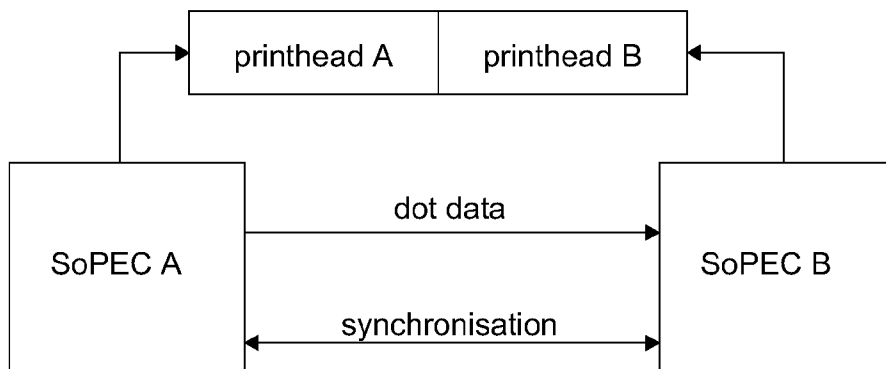 printhead A
printhead B
dot data
SoPEC A
SoPEC B
synchronisation